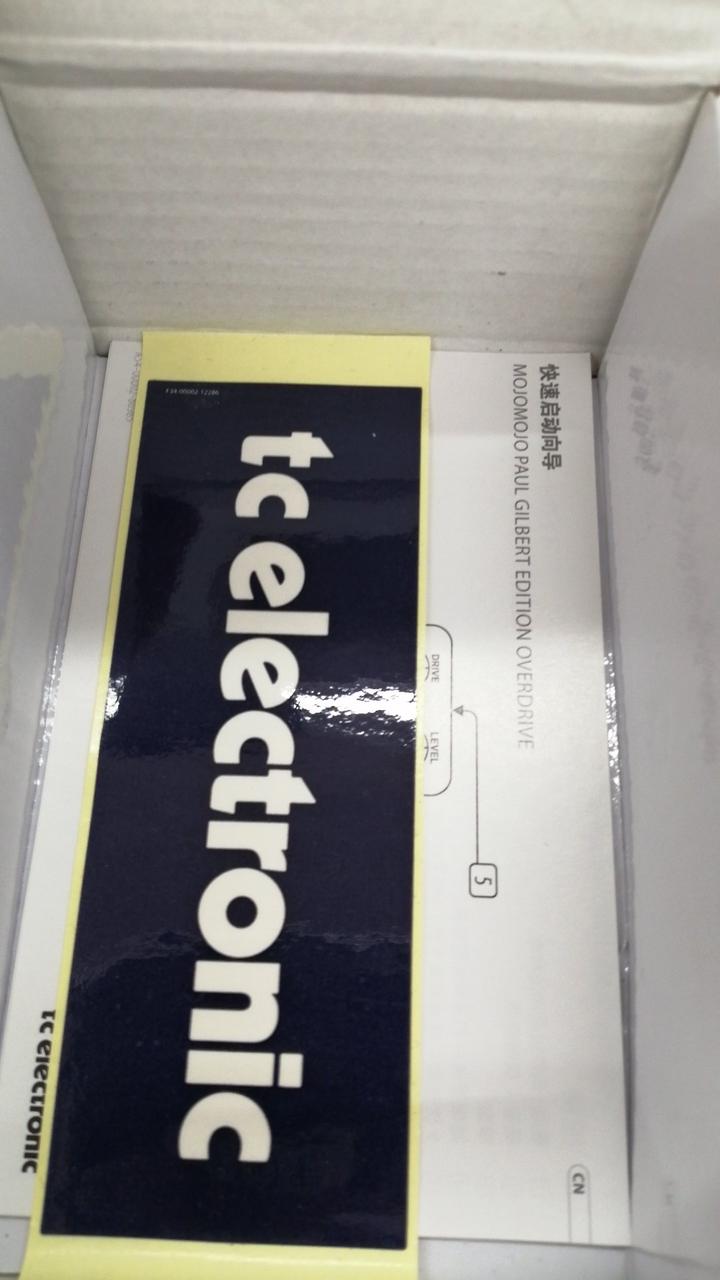 快速启动向导
MOJOMOJO PAUL GILBERT EDITION OVERDRIVE
5
DRIVE
LEVEL
CN
tc electronic
tc electronic